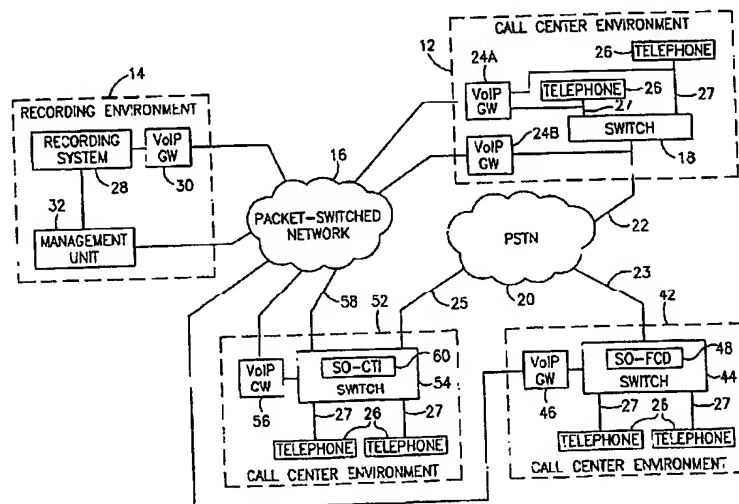 14
RECORDING ENVIRONMENT
RECORDING SYSTEM
28
VoIP GW
30
32
MANAGEMENT UNIT
16
PACKET-SWITCHED NETWORK
CALL CENTER ENVIRONMENT
12
24A
VoIP GW
26
TELEPHONE
TELEPHONE
26
27
27
VoIP GW
24B
SWITCH
18
22
PSTN
20
23
25
58
52
VoIP GW
56
SO-CTI
60
SWITCH
54
27
26
27
TELEPHONE
TELEPHONE
CALL CENTER ENVIRONMENT
42
VoIP GW
46
SO-FCD
48
SWITCH
44
27
26
27
TELEPHONE
TELEPHONE
CALL CENTER ENVIRONMENT